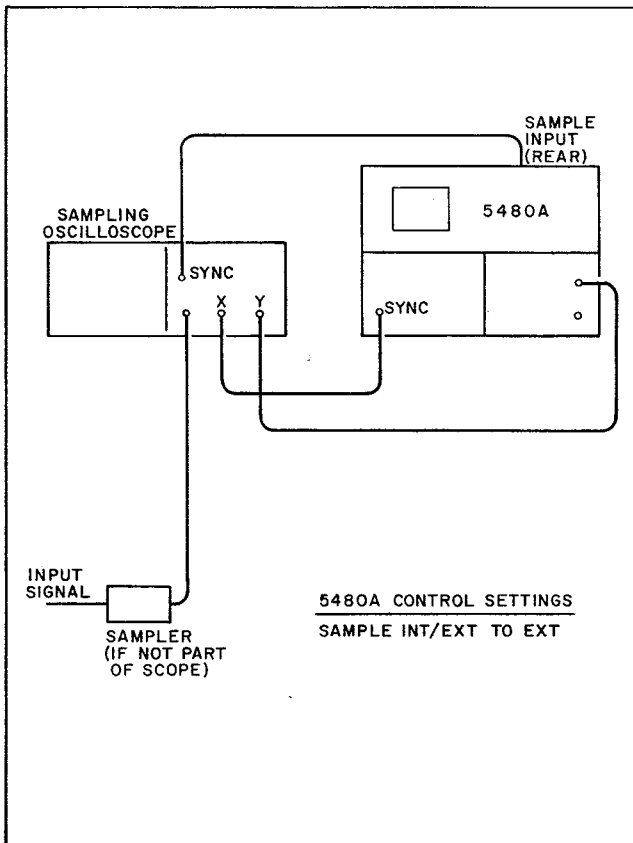 SAMPLE
INPUT
(REAR)
5480A
SAMPLING
OSCILLOSCOPE
SYNC
X Y
SYNC
INPUT
SIGNAL
SAMPLER
(IF NOT PART
OF SCOPE)
5480A CONTROL SETTINGS
SAMPLE INT/EXT TO EXT